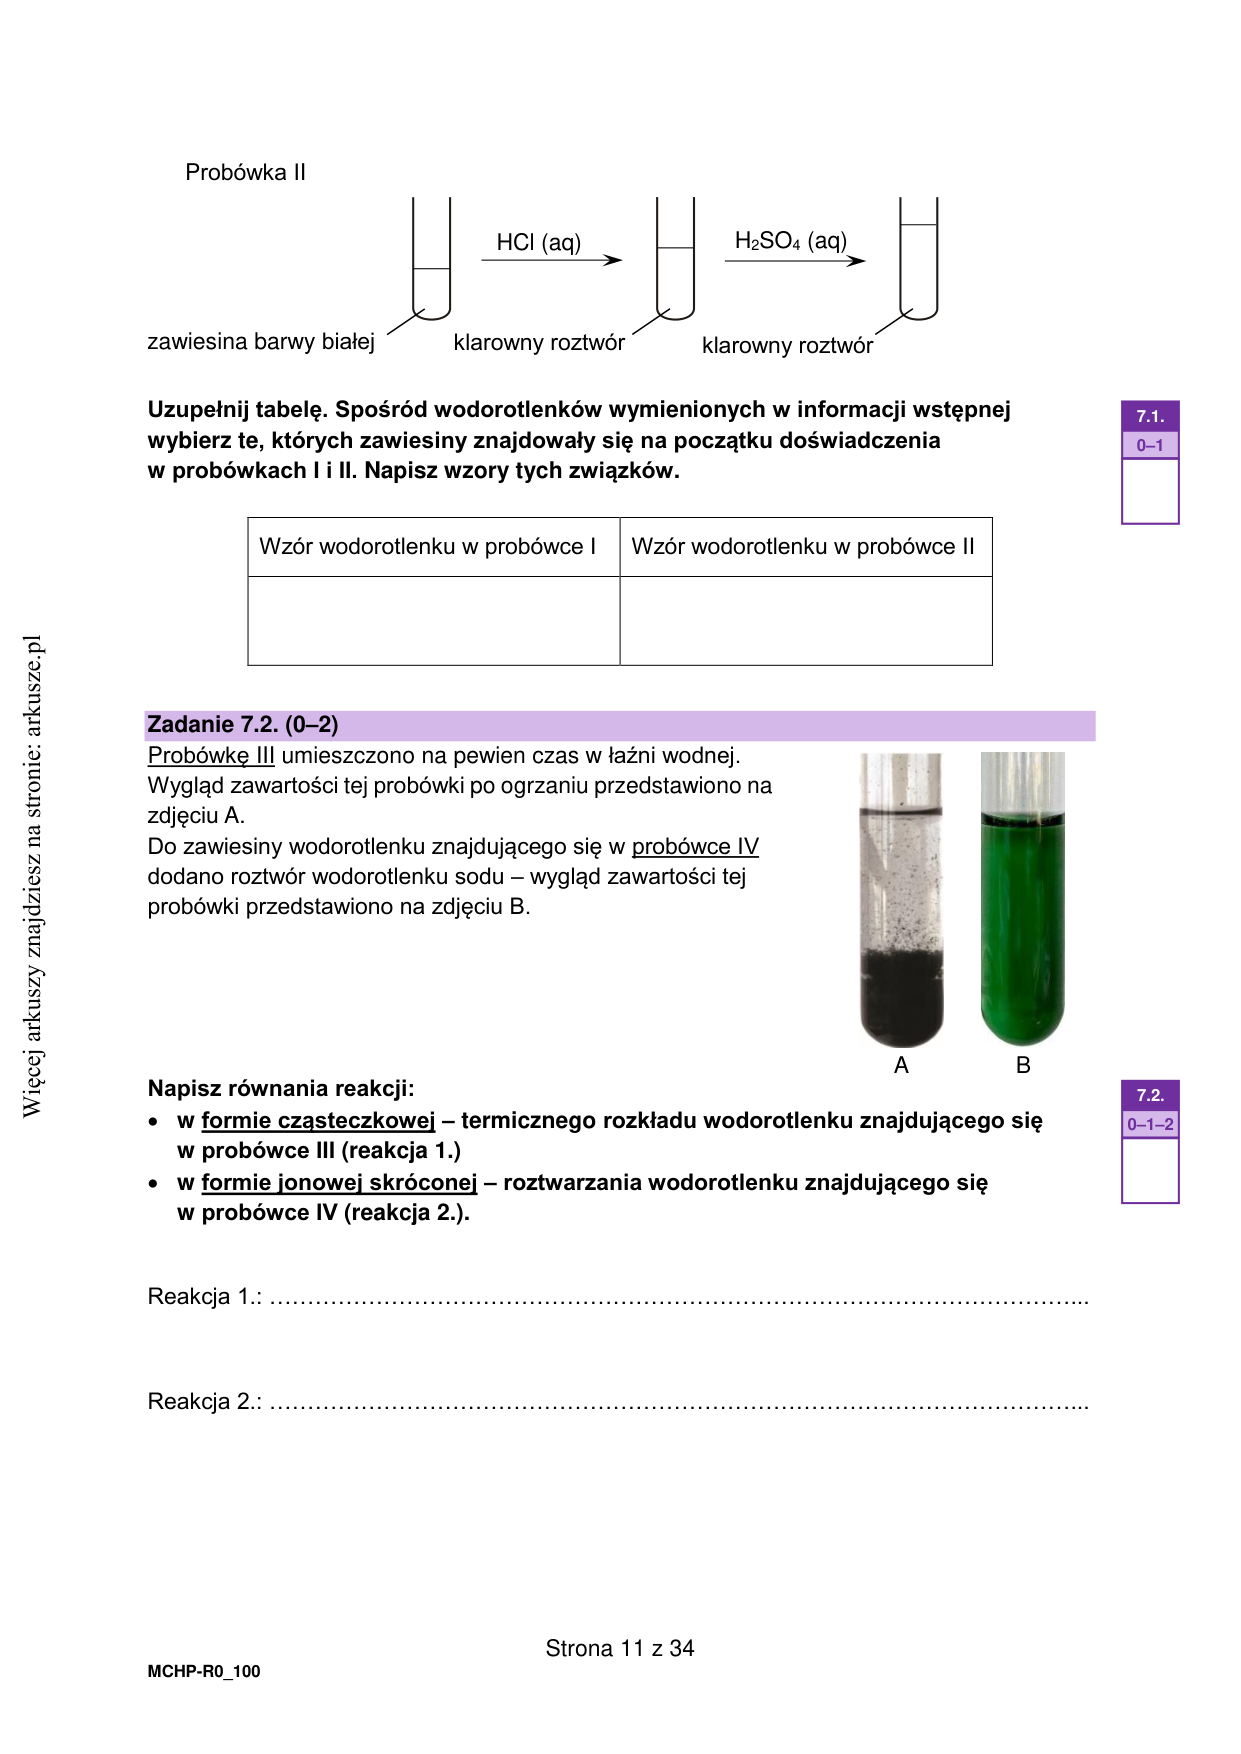 Probówka II
HCl (aq)
H₂SO₄ (aq)
zawiesina barwy białej
klarowny roztwór
klarowny roztwór
Uzupełnij tabelę. Spośród wodorotlenków wymienionych w informacji wstępnej
wybierz te, których zawiesiny znajdowały się na początku doświadczenia
w probówkach I i II. Napisz wzory tych związków.
7.1.
0–1
Wzór wodorotlenku w probówce I
Wzór wodorotlenku w probówce II
Zadanie 7.2. (0–2)
Probówkę III umieszczono na pewien czas w łaźni wodnej.
Wygląd zawartości tej probówki po ogrzaniu przedstawiono na
zdjęciu A.
Do zawiesiny wodorotlenku znajdującego się w probówce IV
dodano roztwór wodorotlenku sodu – wygląd zawartości tej
probówki przedstawiono na zdjęciu B.
A
B
Napisz równania reakcji:
• w formie cząsteczkowej – termicznego rozkładu wodorotlenku znajdującego się
w probówce III (reakcja 1.)
• w formie jonowej skróconej – roztwarzania wodorotlenku znajdującego się
w probówce IV (reakcja 2.).
7.2.
0–1–2
Reakcja 1.: …………………………………………………………………………………………...
Reakcja 2.: …………………………………………………………………………………………...
Strona 11 z 34
MCHP-R0_100
Więcej arkuszy znajdziesz na stronie: arkusze.pl